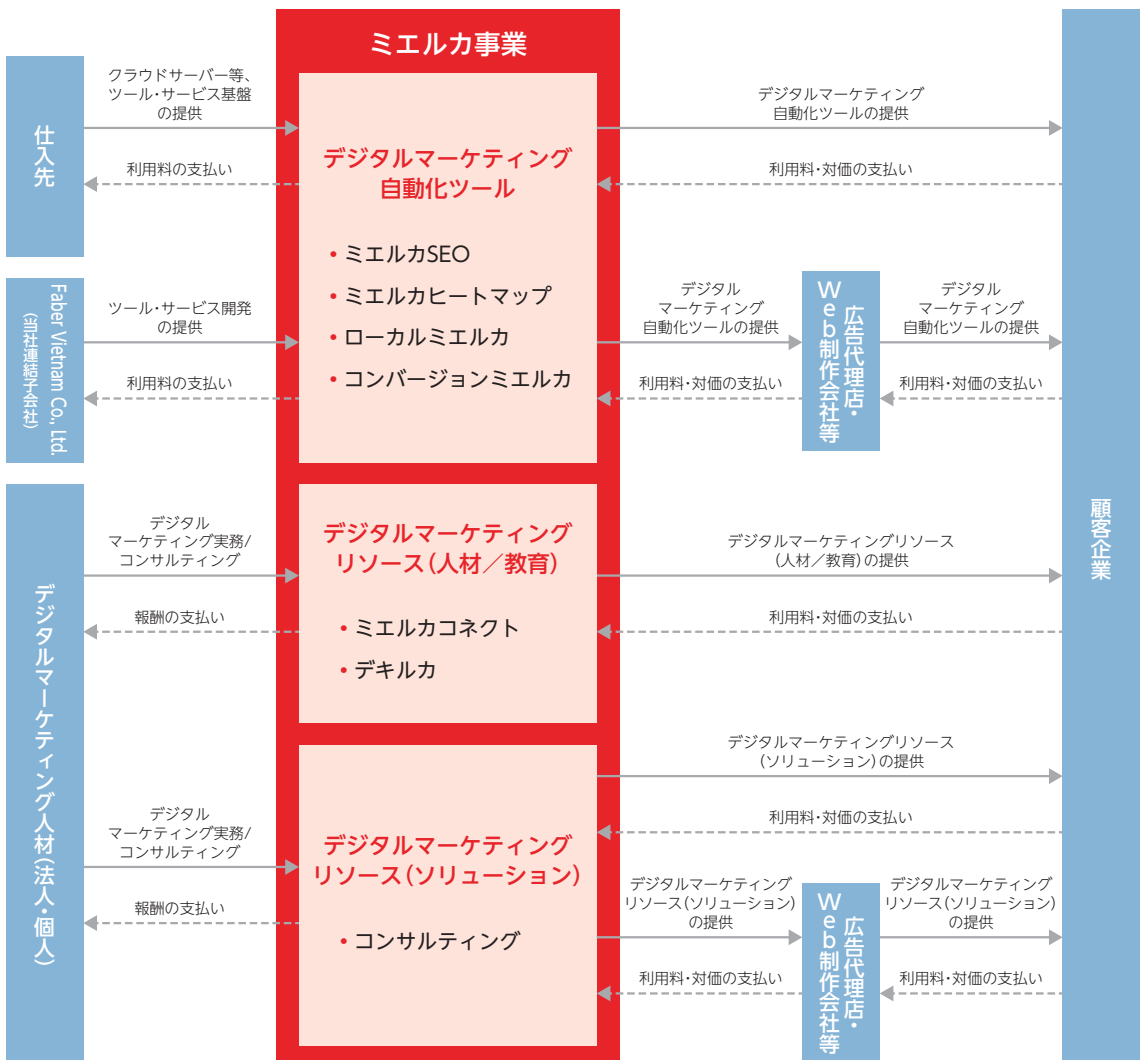 ミエルカ事業
仕入先
クラウドサーバー等、
ツール・サービス基盤
の提供
利用料の支払い
Faber Vietnam Co., Ltd.
（当社連結子会社）
ツール・サービス開発
の提供
利用料の支払い
デジタルマーケティング
自動化ツール
・ミエルカSEO
・ミエルカヒートマップ
・ローカルミエルカ
・コンバージョンミエルカ
デジタルマーケティング
自動化ツールの提供
利用料・対価の支払い
デジタル
マーケティング
自動化ツールの提供
利用料・対価の支払い
広告代理店・
Web制作会社等
デジタル
マーケティング
自動化ツールの提供
利用料・対価の支払い
顧客企業
デジタルマーケティング人材（法人・個人）
デジタル
マーケティング実務/
コンサルティング
報酬の支払い
デジタルマーケティング
リソース（人材／教育）
・ミエルカコネクト
・デキルカ
デジタルマーケティングリソース
（人材／教育）の提供
利用料・対価の支払い
デジタル
マーケティング実務/
コンサルティング
報酬の支払い
デジタルマーケティング
リソース（ソリューション）
・コンサルティング
デジタルマーケティングリソース
（ソリューション）の提供
利用料・対価の支払い
デジタルマーケティング
リソース（ソリューション）
の提供
利用料・対価の支払い
広告代理店・
Web制作会社等
デジタルマーケティング
リソース（ソリューション）
の提供
利用料・対価の支払い